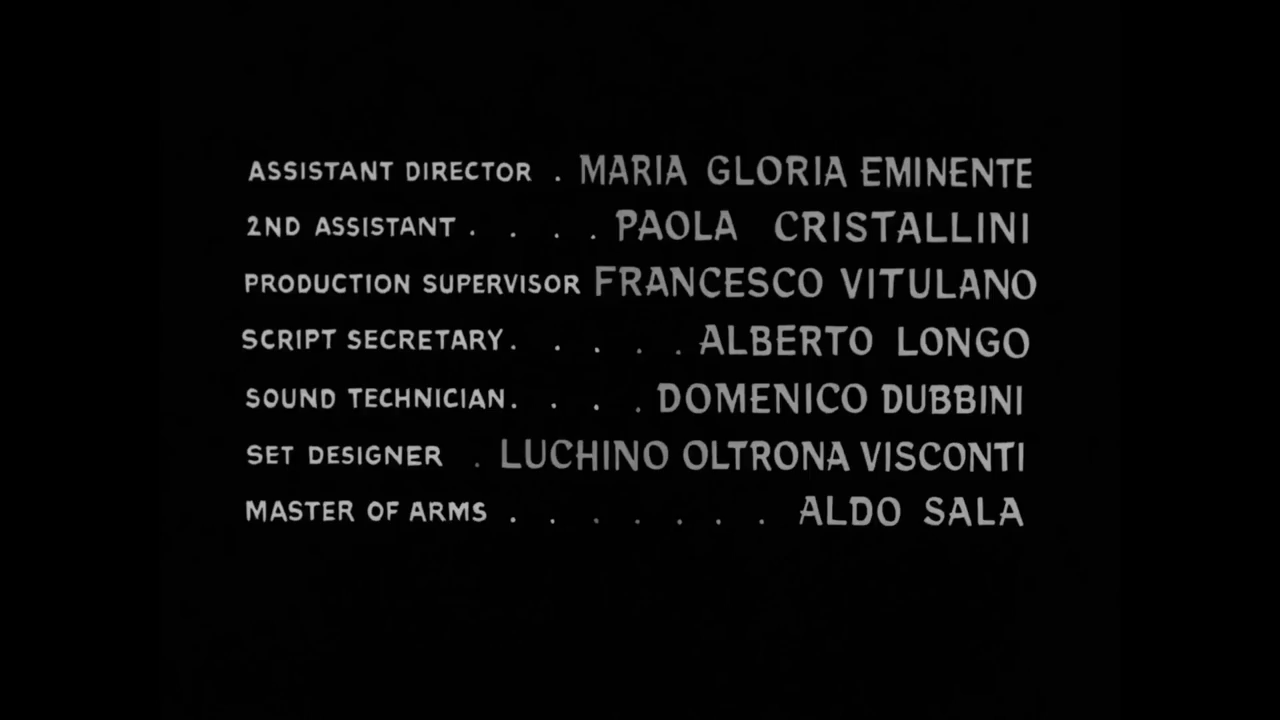 ASSISTANT DIRECTOR . MARIA GLORIA EMINENTE
2ND ASSISTANT . . . . PAOLA CRISTALLINI
PRODUCTION SUPERVISOR FRANCESCO VITULANO
SCRIPT SECRETARY . . . . . ALBERTO LONGO
SOUND TECHNICIAN . . . . DOMENICO DUBBINI
SET DESIGNER . LUCHINO OLTRONA VISCONTI
MASTER OF ARMS . . . . . . . ALDO SALA